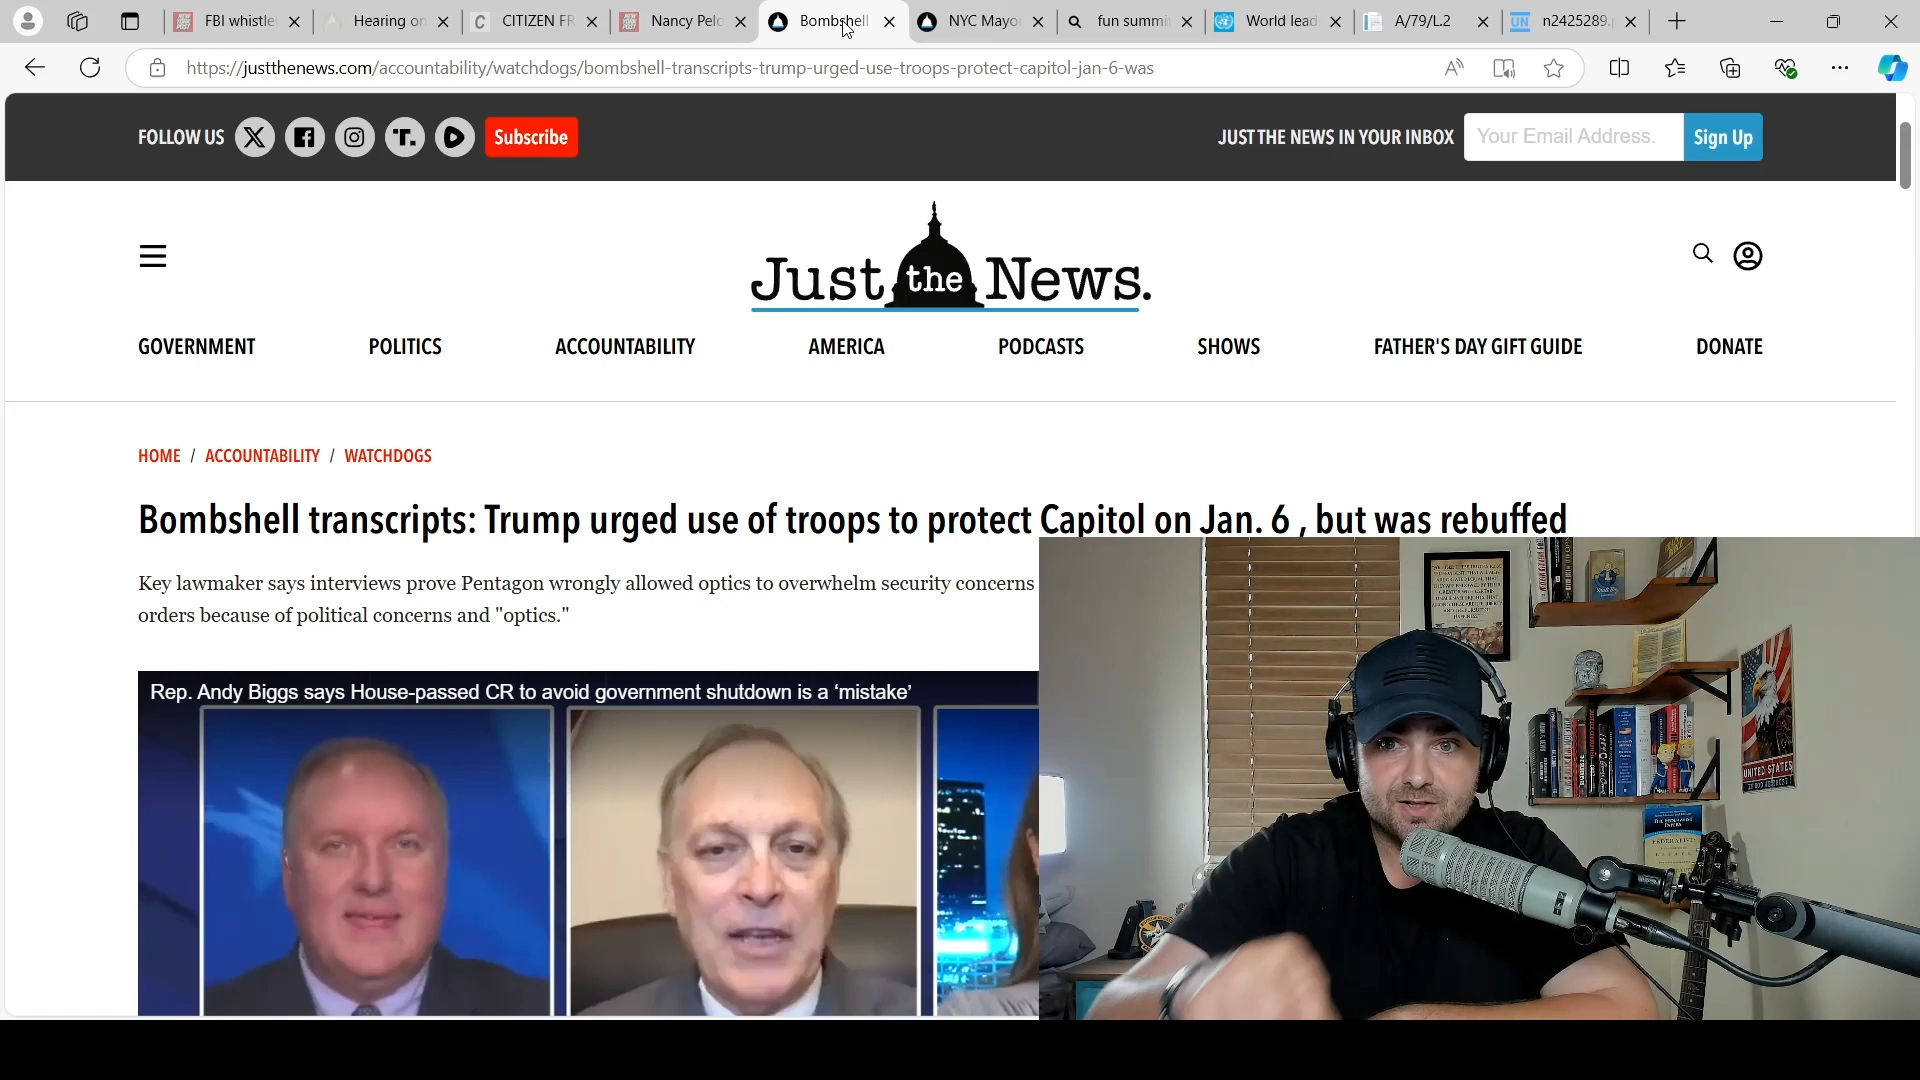 FBI whistle
Hearing on
CITIZEN FR
Nancy Pelo
Bombshell
NYC Mayo
fun summi
World lead
A/79/L.2
n2425289.p
https://justthenews.com/accountability/watchdogs/bombshell-transcripts-trump-urged-use-troops-protect-capitol-jan-6-was
FOLLOW US
Subscribe
JUST THE NEWS IN YOUR INBOX
Your Email Address.
Sign Up
Just the News.
GOVERNMENT
POLITICS
ACCOUNTABILITY
AMERICA
PODCASTS
SHOWS
FATHER'S DAY GIFT GUIDE
DONATE
HOME / ACCOUNTABILITY / WATCHDOGS
Bombshell transcripts: Trump urged use of troops to protect Capitol on Jan. 6 , but was rebuffed
Key lawmaker says interviews prove Pentagon wrongly allowed optics to overwhelm security concerns
orders because of political concerns and "optics."
Rep. Andy Biggs says House-passed CR to avoid government shutdown is a ‘mistake’
UNITED STATES